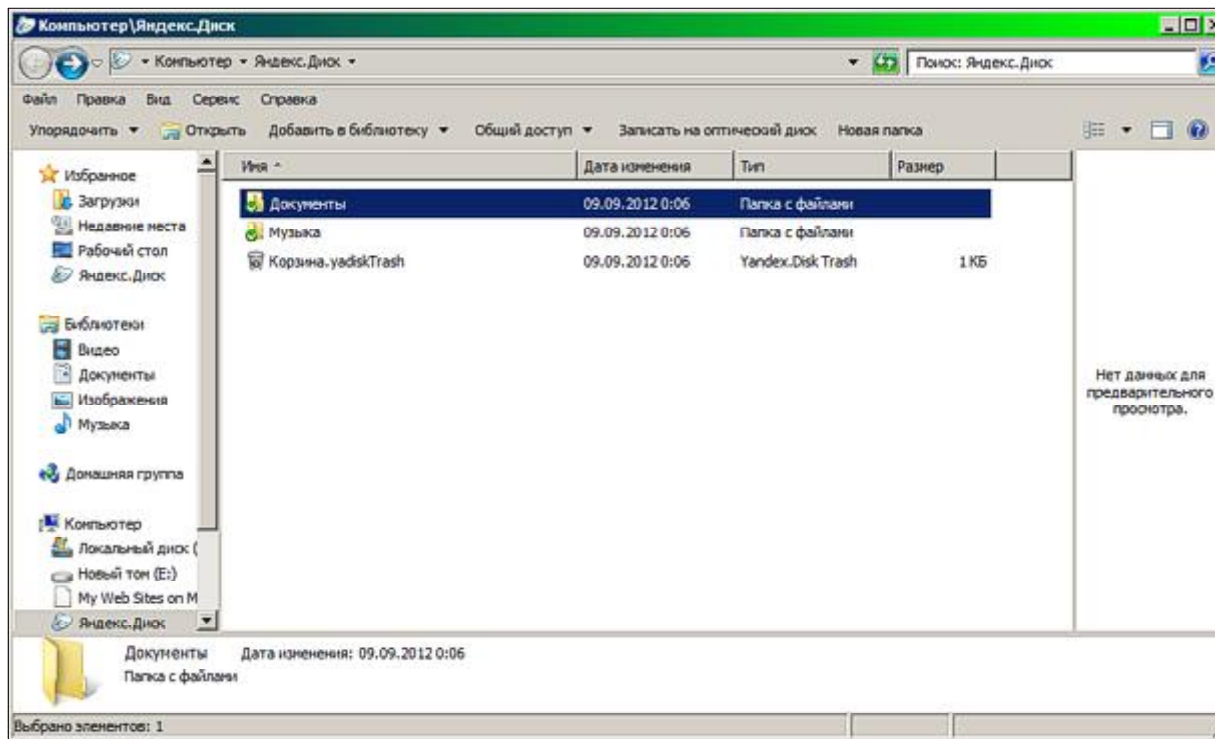 Компьютер\Яндекс.Диск
Компьютер Яндекс.Диск Поиск: Яндекс.Диск
Файл Правка Вид Сервис Справка
Упорядочить Открыть Добавить в библиотеку Общий доступ Записать на оптический диск Новая папка
Имя Дата изменения Тип Размер
Избранное
Загрузки
Недавние места
Рабочий стол
Яндекс.Диск
Библиотеки
Видео
Документы
Изображения
Музыка
Домашняя группа
Компьютер
Локальный диск (
Новый том (E:)
My Web Sites on M
Яндекс.Диск
Документы 09.09.2012 0:06 Папка с файлами
Музыка 09.09.2012 0:06 Папка с файлами
Корзина.yadiskTrash 09.09.2012 0:06 Yandex.Disk Trash 1 КБ
Нет данных для
предварительного
просмотра.
Документы Дата изменения: 09.09.2012 0:06
Папка с файлами
Выбрано элементов: 1